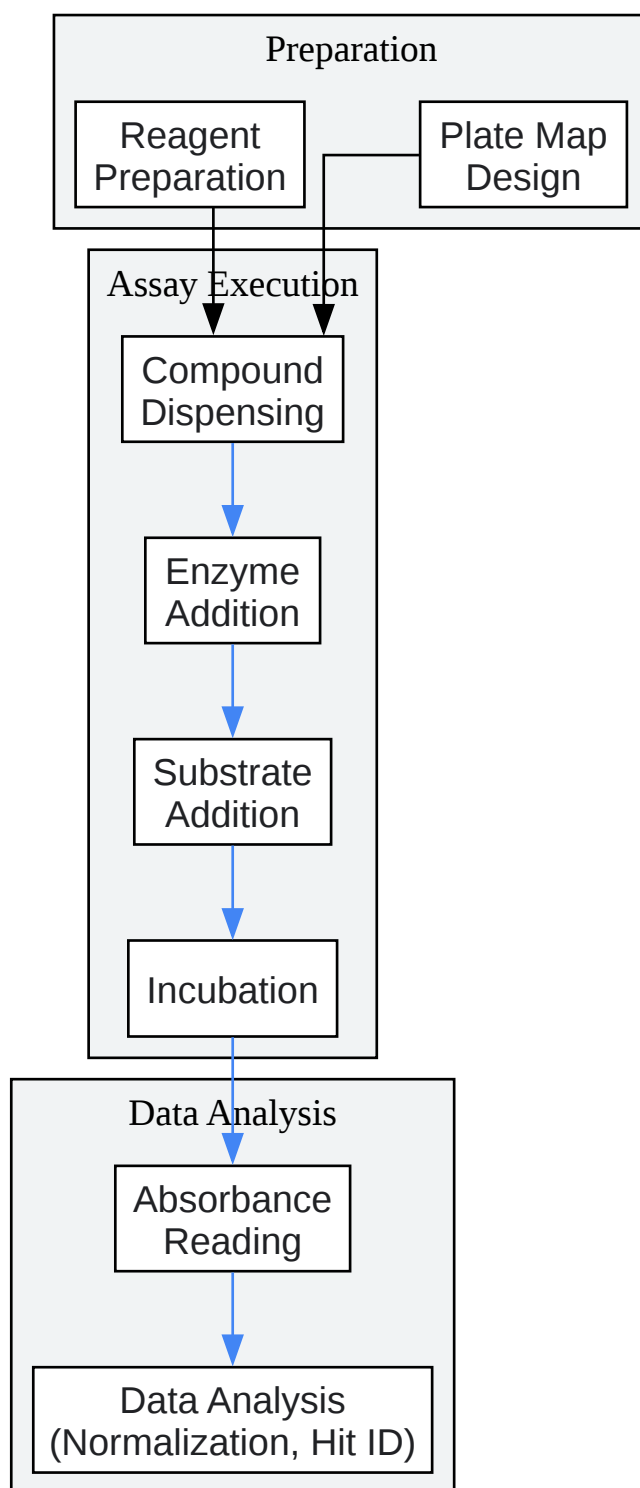 Preparation
Reagent
Preparation
Plate Map
Design
Assay Execution
Compound
Dispensing
Enzyme
Addition
Substrate
Addition
Incubation
Data Analysis
Absorbance
Reading
Data Analysis
(Normalization, Hit ID)